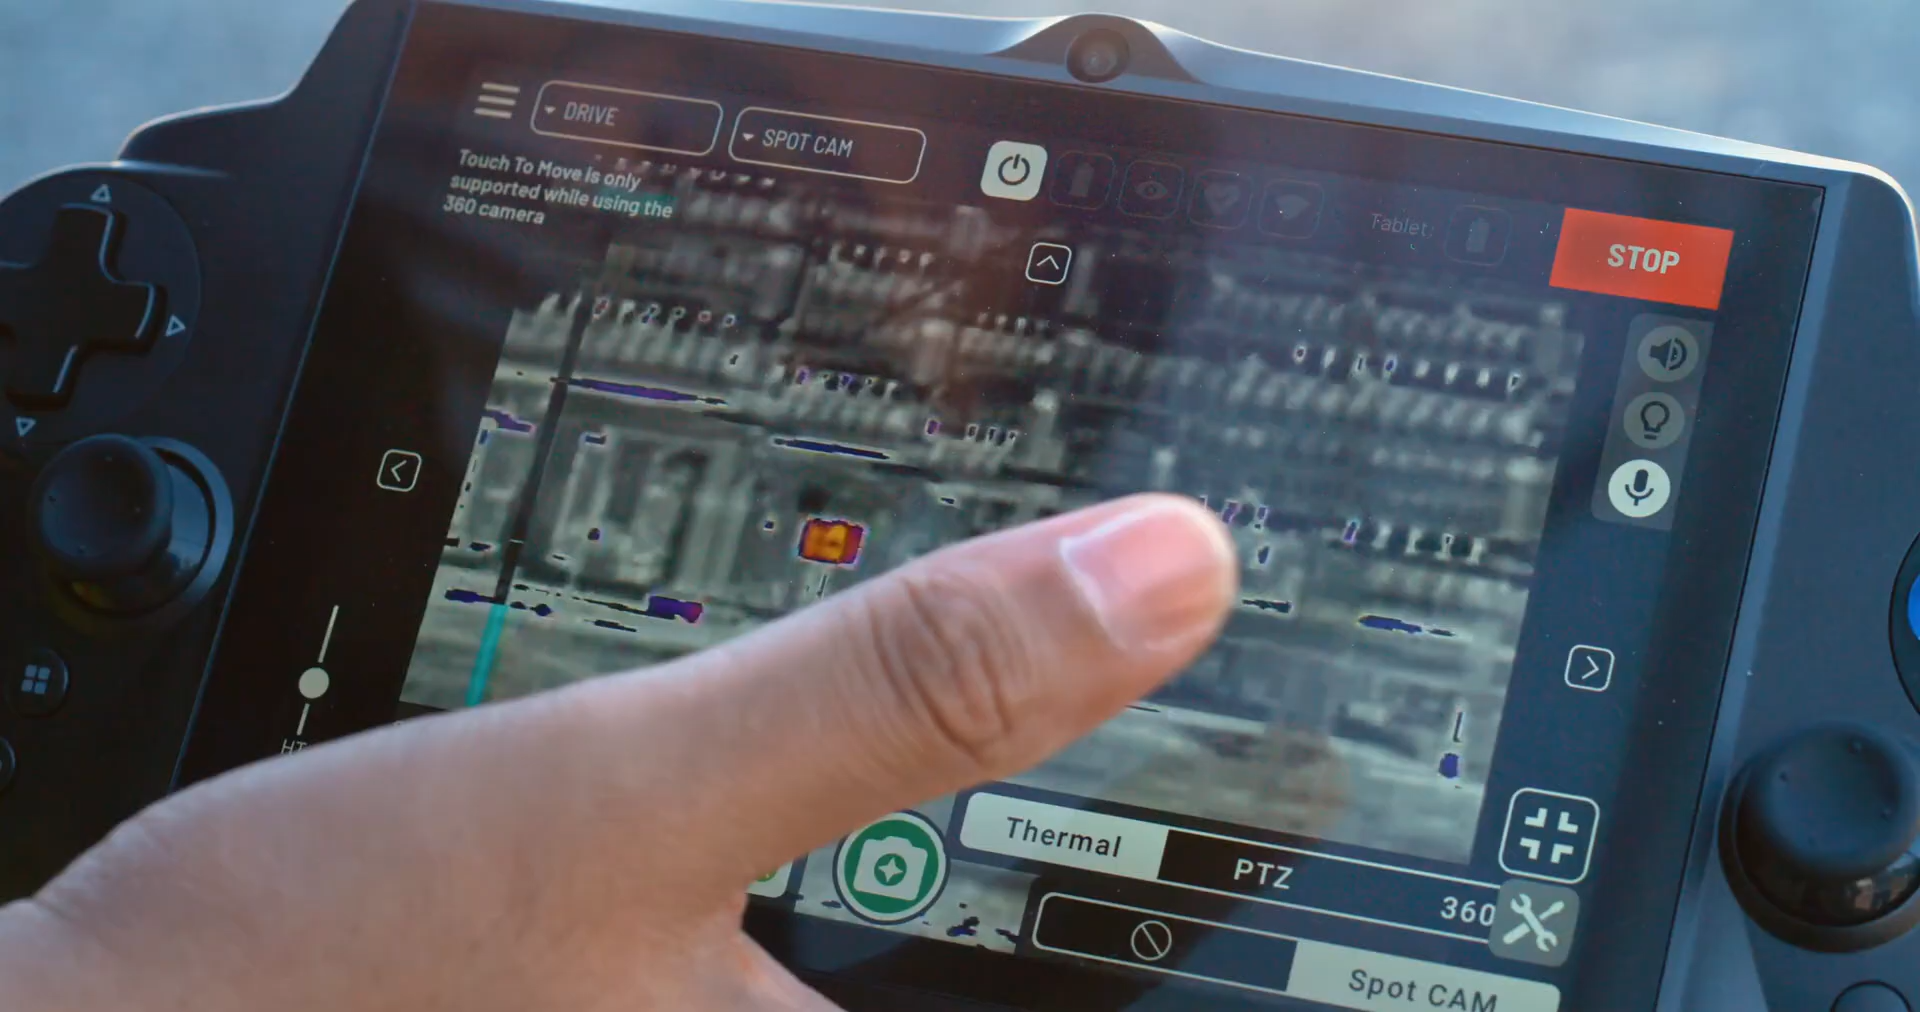 DRIVE
SPOT CAM
Touch To Move is only
supported while using the
360 camera
Tablet:
STOP
Thermal
PTZ
360
Spot CAM